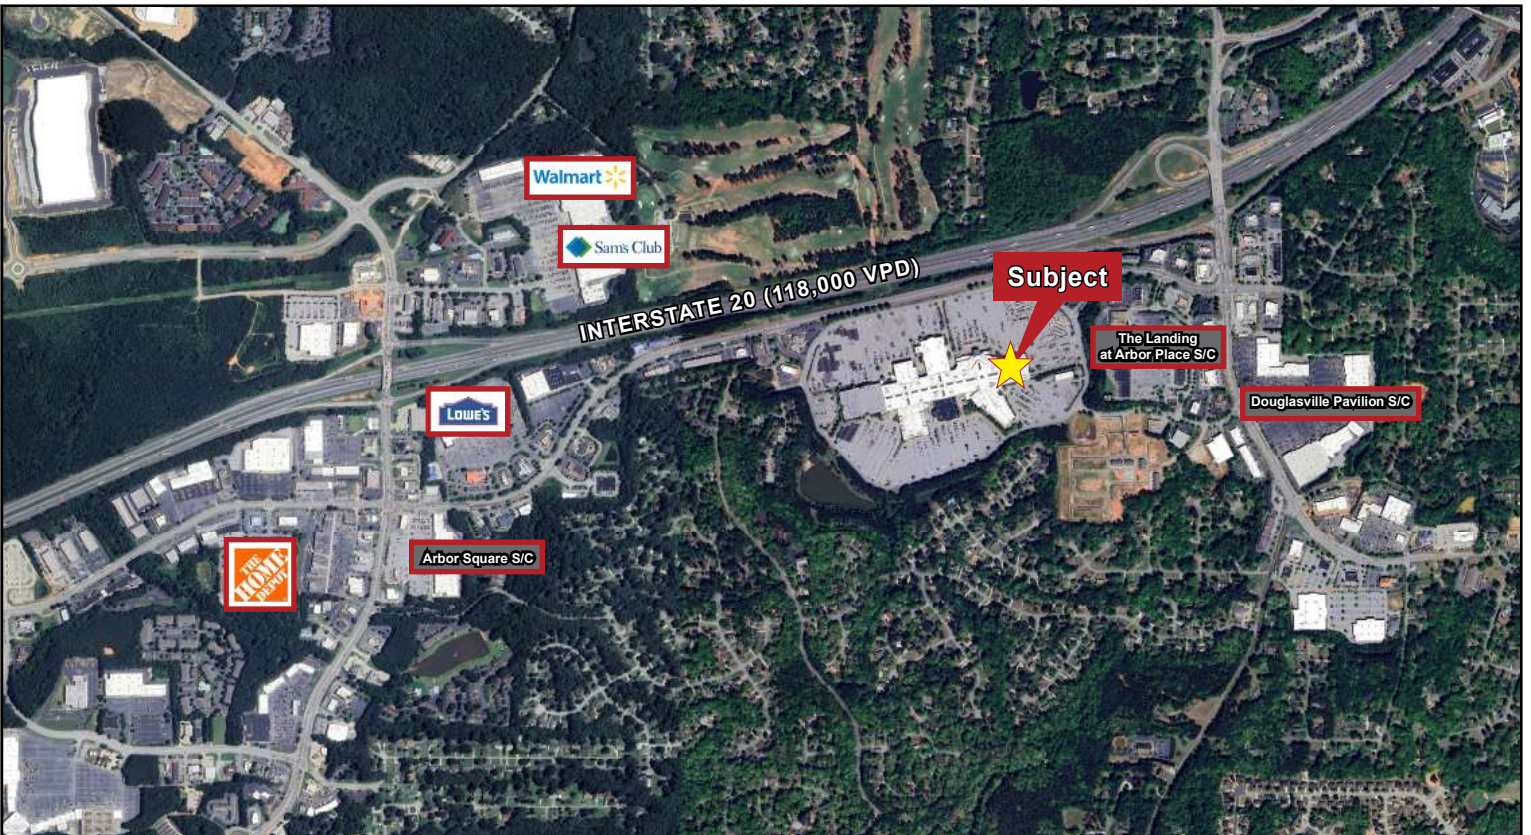 Walmart
Sam's Club
INTERSTATE 20 (118,000 VPD)
Subject
The Landing
at Arbor Place S/C
Douglasville Pavilion S/C
LOWE'S
Arbor Square S/C
THE
HOME
DEPOT